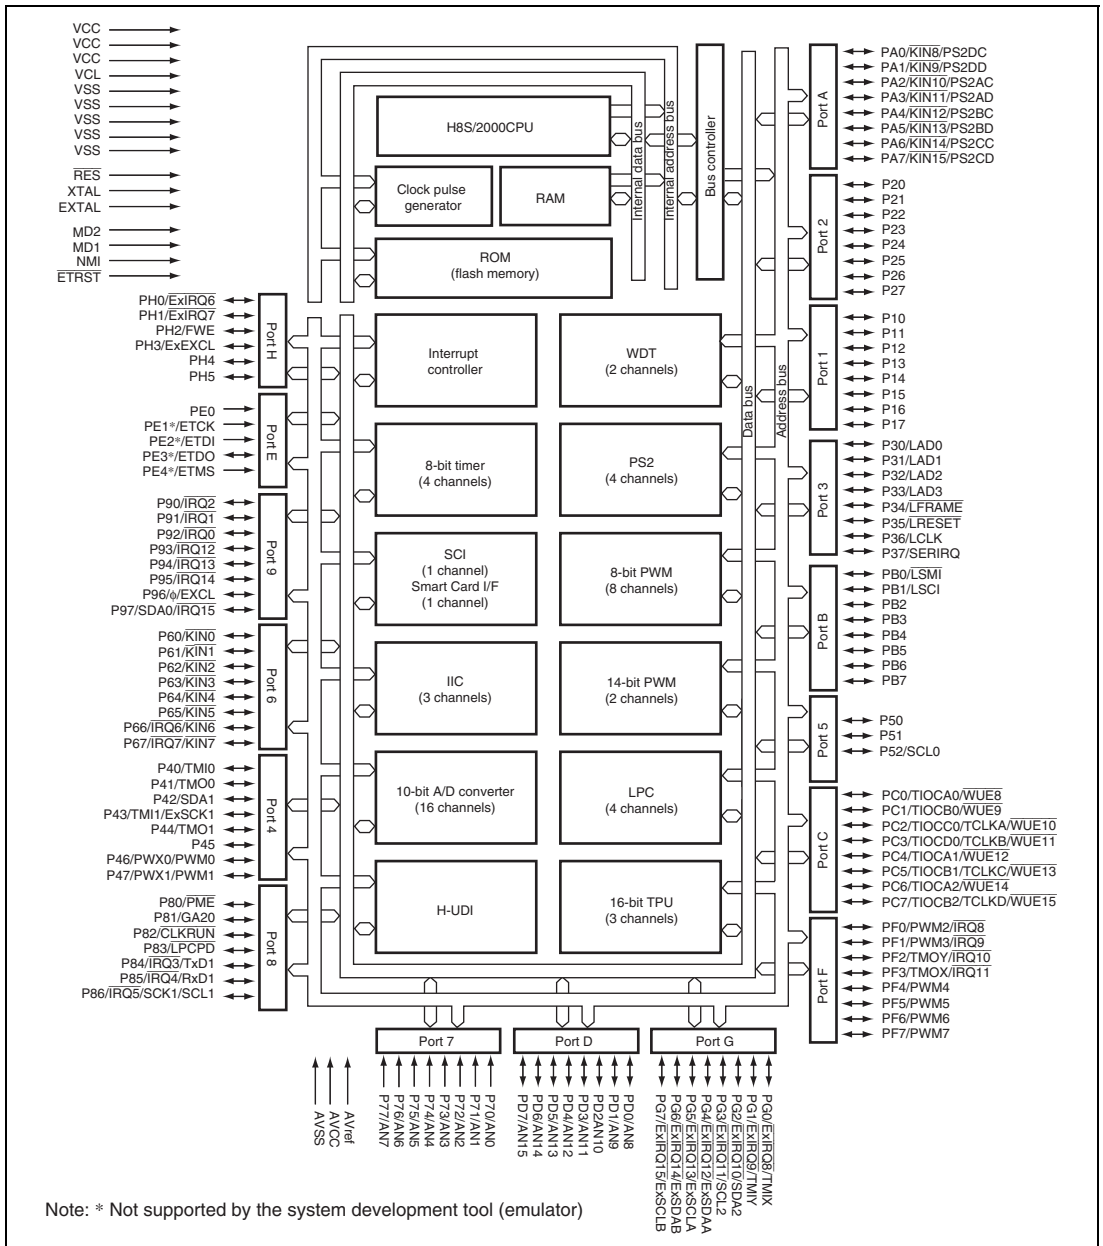 VCC
VCC
VCC
VCL
VSS
VSS
VSS
VSS
VSS
RES
XTAL
EXTAL
MD2
MD1
NMI
ETRST
H8S/2000CPU
Clock pulse
generator
RAM
ROM
(flash memory)
Internal data bus
Internal address bus
Bus controller
Data bus
Address bus
Interrupt
controller
WDT
(2 channels)
8-bit timer
(4 channels)
PS2
(4 channels)
SCI
(1 channel)
Smart Card I/F
(1 channel)
8-bit PWM
(8 channels)
IIC
(3 channels)
14-bit PWM
(2 channels)
10-bit A/D converter
(16 channels)
LPC
(4 channels)
H-UDI
16-bit TPU
(3 channels)
PH0/ExIRQ6
PH1/ExIRQ7
PH2/FWE
PH3/ExEXCL
PH4
PH5
Port H
PE0
PE1*/ETCK
PE2*/ETDI
PE3*/ETDO
PE4*/ETMS
Port E
P90/IRQ2
P91/IRQ1
P92/IRQ0
P93/IRQ12
P94/IRQ13
P95/IRQ14
P96/ϕ/EXCL
P97/SDA0/IRQ15
Port 9
P60/KIN0
P61/KIN1
P62/KIN2
P63/KIN3
P64/KIN4
P65/KIN5
P66/IRQ6/KIN6
P67/IRQ7/KIN7
Port 6
P40/TMI0
P41/TMO0
P42/SDA1
P43/TMI1/ExSCK1
P44/TMO1
P45
P46/PWX0/PWM0
P47/PWX1/PWM1
Port 4
P80/PME
P81/GA20
P82/CLKRUN
P83/LPCPD
P84/IRQ3/TxD1
P85/IRQ4/RxD1
P86/IRQ5/SCK1/SCL1
Port 8
Port A
PA0/KIN8/PS2DC
PA1/KIN9/PS2DD
PA2/KIN10/PS2AC
PA3/KIN11/PS2AD
PA4/KIN12/PS2BC
PA5/KIN13/PS2BD
PA6/KIN14/PS2CC
PA7/KIN15/PS2CD
Port 2
P20
P21
P22
P23
P24
P25
P26
P27
Port 1
P10
P11
P12
P13
P14
P15
P16
P17
Port 3
P30/LAD0
P31/LAD1
P32/LAD2
P33/LAD3
P34/LFRAME
P35/LRESET
P36/LCLK
P37/SERIRQ
Port B
PB0/LSMI
PB1/LSCI
PB2
PB3
PB4
PB5
PB6
PB7
Port 5
P50
P51
P52/SCL0
Port C
PC0/TIOCA0/WUE8
PC1/TIOCB0/WUE9
PC2/TIOCC0/TCLKA/WUE10
PC3/TIOCD0/TCLKB/WUE11
PC4/TIOCA1/WUE12
PC5/TIOCB1/TCLKC/WUE13
PC6/TIOCA2/WUE14
PC7/TIOCB2/TCLKD/WUE15
Port F
PF0/PWM2/IRQ8
PF1/PWM3/IRQ9
PF2/TMOY/IRQ10
PF3/TMOX/IRQ11
PF4/PWM4
PF5/PWM5
PF6/PWM6
PF7/PWM7
Port 7
Port D
Port G
AVSS
AVCC
AVref
P77/AN7
P76/AN6
P75/AN5
P74/AN4
P73/AN3
P72/AN2
P71/AN1
P70/AN0
PD7/AN15
PD6/AN14
PD5/AN13
PD4/AN12
PD3/AN11
PD2AN10
PD1/AN9
PD0/AN8
PG7/ExIRQ15/ExSCLB
PG6/ExIRQ14/ExSDAB
PG5/ExIRQ13/ExSCLA
PG4/ExIRQ12/ExSDAA
PG3/ExIRQ11/SCL2
PG2/ExIRQ10/SDA2
PG1/ExIRQ9/TMIY
PG0/ExIRQ8/TMIX
Note: * Not supported by the system development tool (emulator)